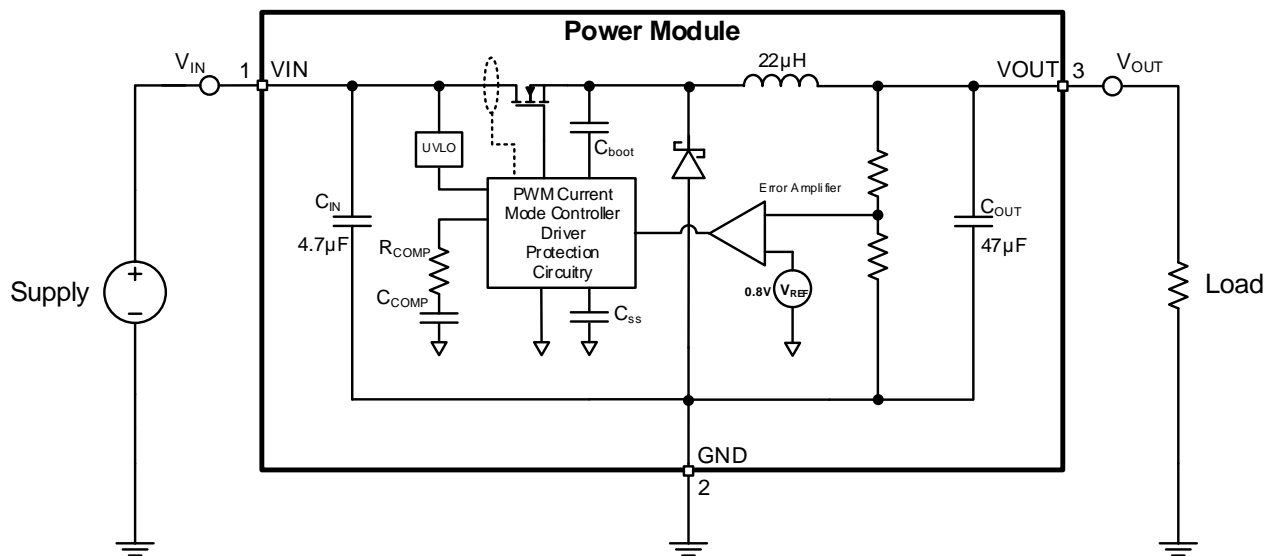 Power Module
V_IN
1
VIN
22µH
VOUT
3
V_OUT
UVLO
C_boot
PWM Current
Mode Controller
Driver
Protection
Circuitry
Error Amplifier
C_IN
4.7µF
R_COMP
C_COMP
C_ss
0.8V
V_REF
C_OUT
47µF
Supply
+
−
Load
GND
2